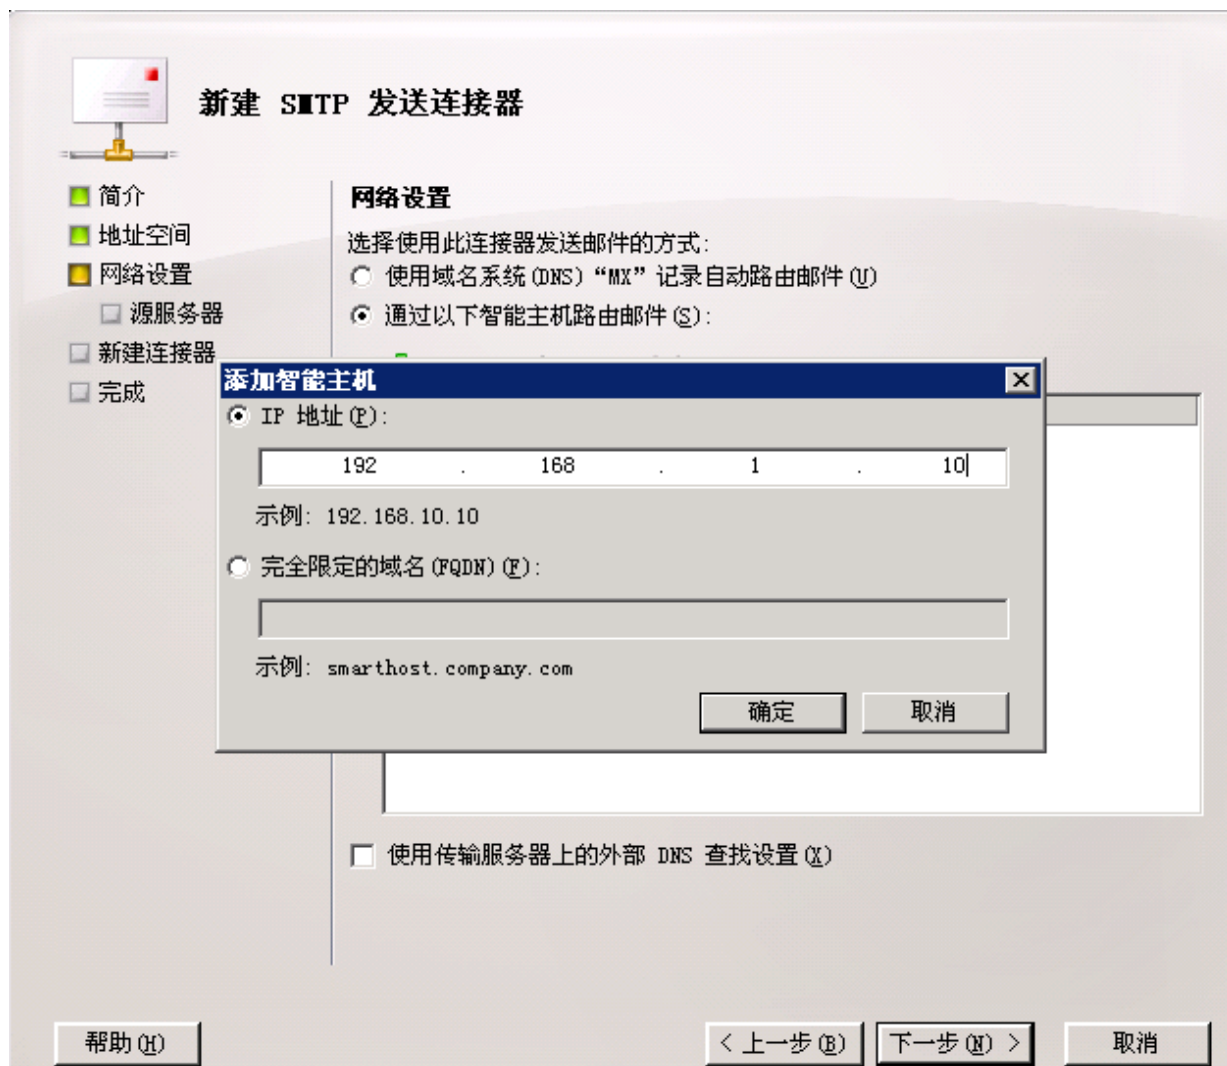 新建 SMTP 发送连接器
简介
地址空间
网络设置
源服务器
新建连接器
完成
网络设置
选择使用此连接器发送邮件的方式:
使用域名系统(DNS)“MX”记录自动路由邮件(U)
通过以下智能主机路由邮件(S):
添加智能主机
IP 地址(P):
192 . 168 . 1 . 10
示例: 192.168.10.10
完全限定的域名(FQDN)(F):
示例: smarthost.company.com
确定 取消
使用传输服务器上的外部 DNS 查找设置(X)
帮助(H) < 上一步(B) 下一步(N) > 取消